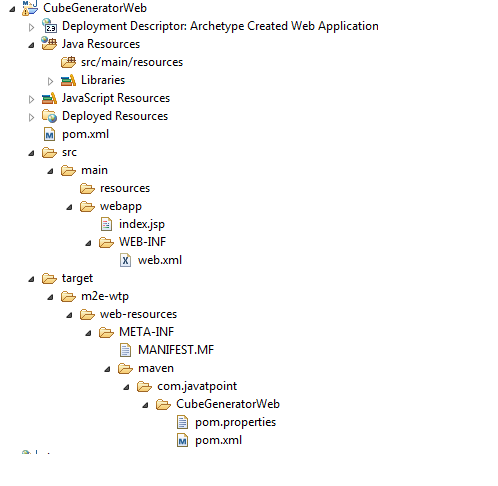 CubeGeneratorWeb
Deployment Descriptor: Archetype Created Web Application
Java Resources
src/main/resources
Libraries
JavaScript Resources
Deployed Resources
pom.xml
src
main
resources
webapp
index.jsp
WEB-INF
web.xml
target
m2e-wtp
web-resources
META-INF
MANIFEST.MF
maven
com.javatpoint
CubeGeneratorWeb
pom.properties
pom.xml